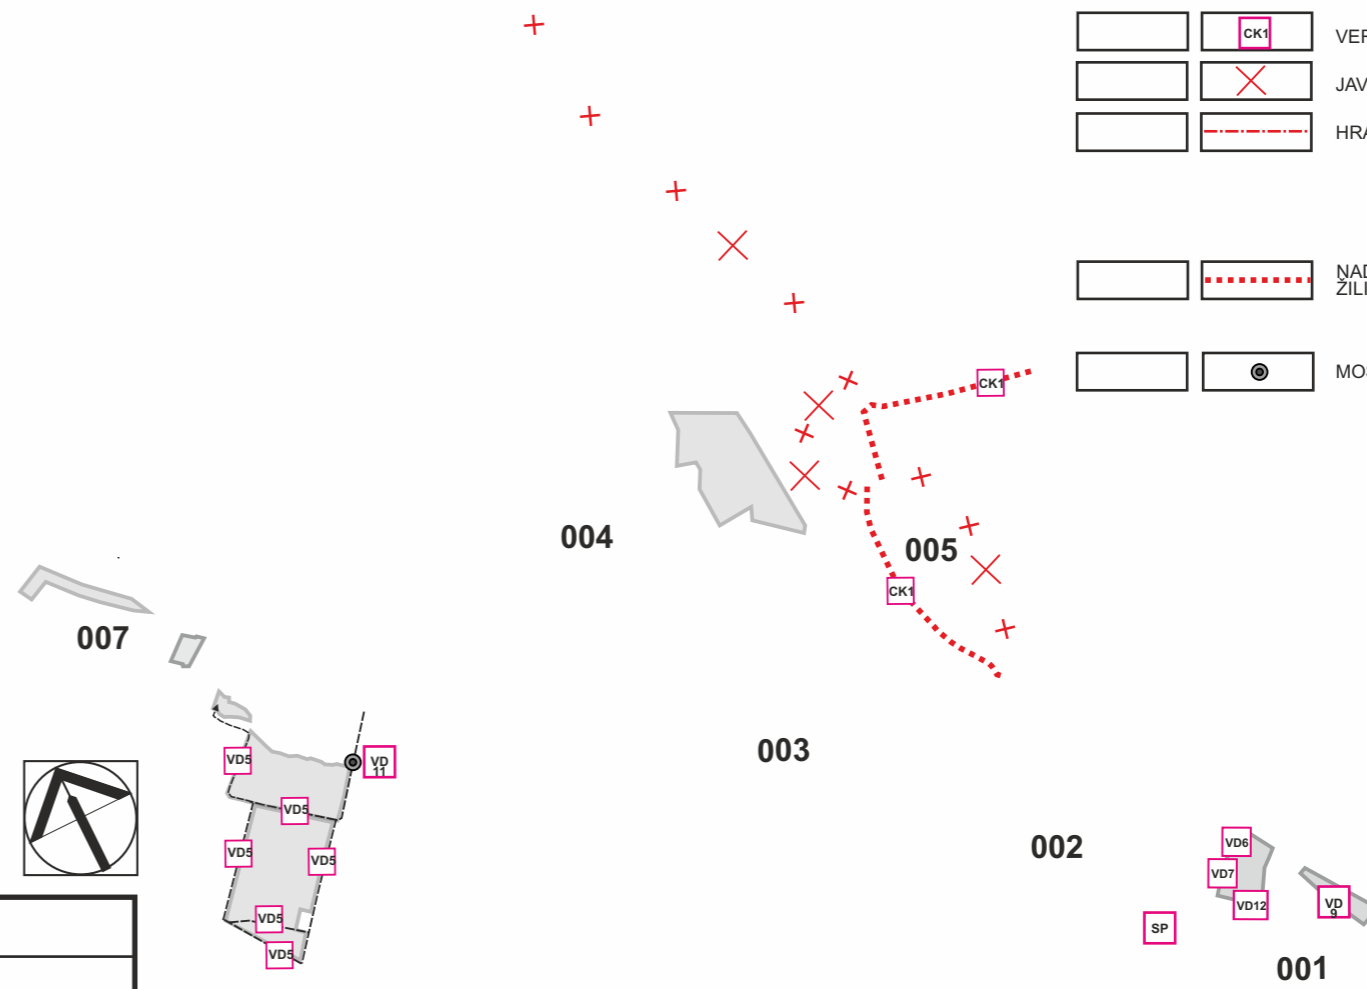 CK1
VEF
JAV
HRA
NAD
ŽILI
MOS
CK1
004
005
CK1
007
003
VD5
VD
11
VD5
002
VD6
VD5
VD5
VD7
VD
9
VD12
VD5
SP
VD5
001